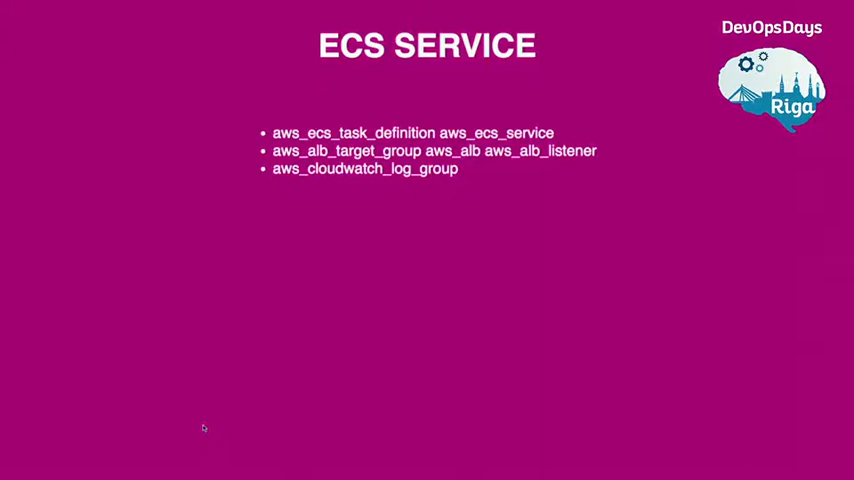 ECS SERVICE
DevOpsDays
Riga
• aws_ecs_task_definition aws_ecs_service
• aws_alb_target_group aws_alb aws_alb_listener
• aws_cloudwatch_log_group